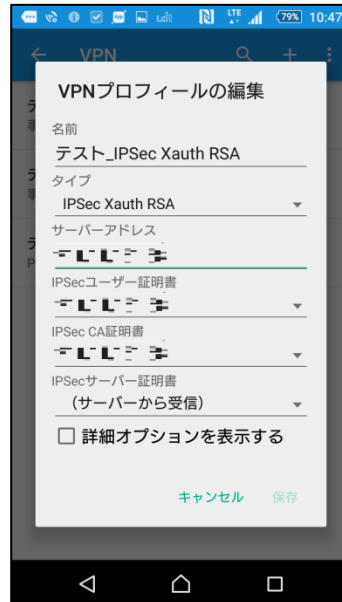 LTE 79% 10:47
VPN
VPNプロフィールの編集
名前
テスト_IPSec Xauth RSA
タイプ
IPSec Xauth RSA
サーバーアドレス
IPSecユーザー証明書
IPSec CA証明書
IPSecサーバー証明書
（サーバーから受信）
詳細オプションを表示する
キャンセル 保存